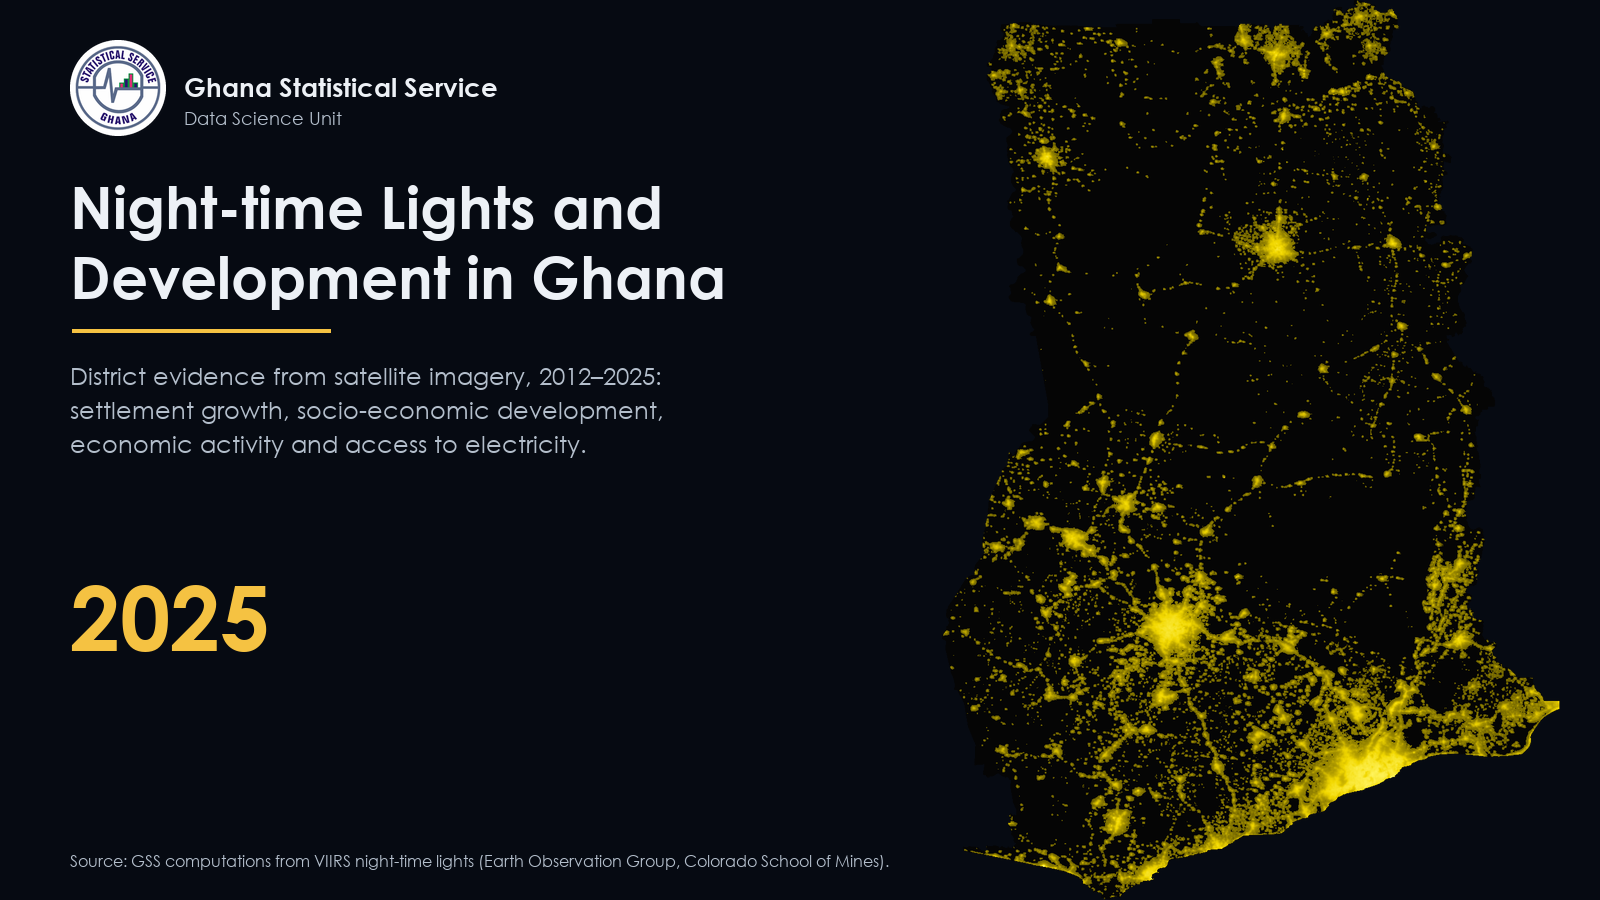 STATISTICAL SERVICE
GHANA
Ghana Statistical Service
Data Science Unit
Night-time Lights and
Development in Ghana
District evidence from satellite imagery, 2012–2025:
settlement growth, socio-economic development,
economic activity and access to electricity.
2025
Source: GSS computations from VIIRS night-time lights (Earth Observation Group, Colorado School of Mines).